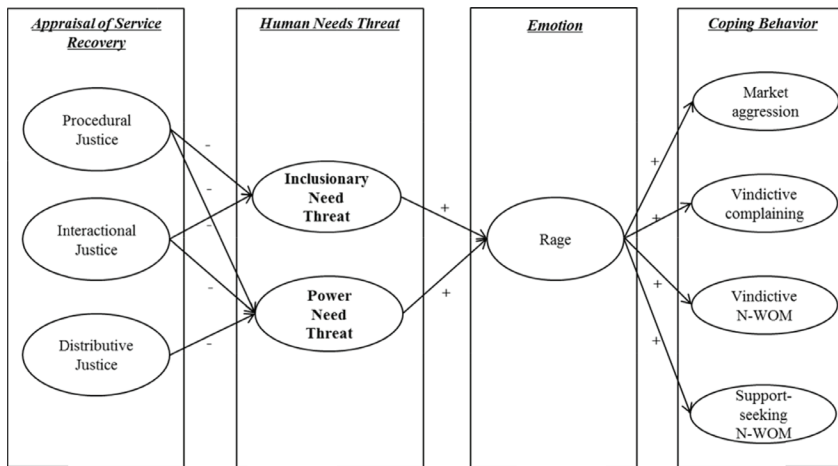 Appraisal of Service
Recovery
Human Needs Threat
Emotion
Coping Behavior
Procedural
Justice
Interactional
Justice
Distributive
Justice
-
-
-
-
-
Inclusionary
Need
Threat
Power
Need
Threat
+
+
Rage
+
+
+
+
Market
aggression
Vindictive
complaining
Vindictive
N-WOM
Support-
seeking
N-WOM